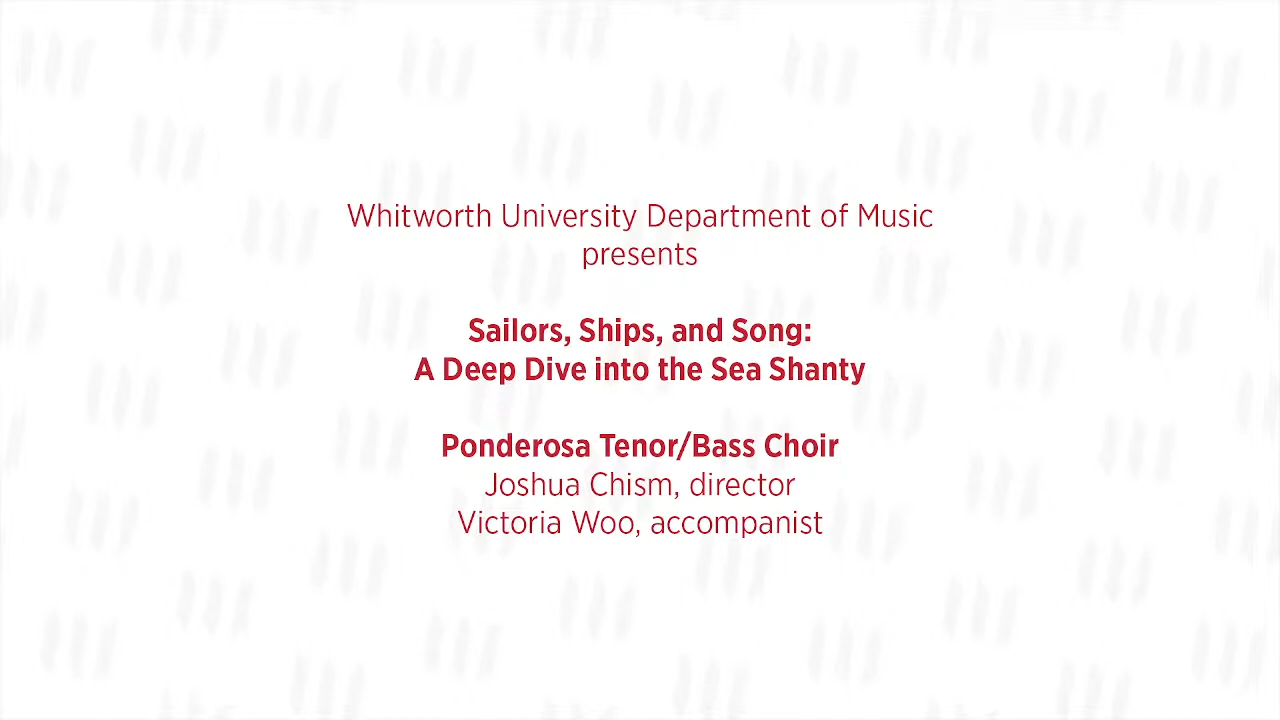 Whitworth University Department of Music
presents
Sailors, Ships, and Song:
A Deep Dive into the Sea Shanty
Ponderosa Tenor/Bass Choir
Joshua Chism, director
Victoria Woo, accompanist